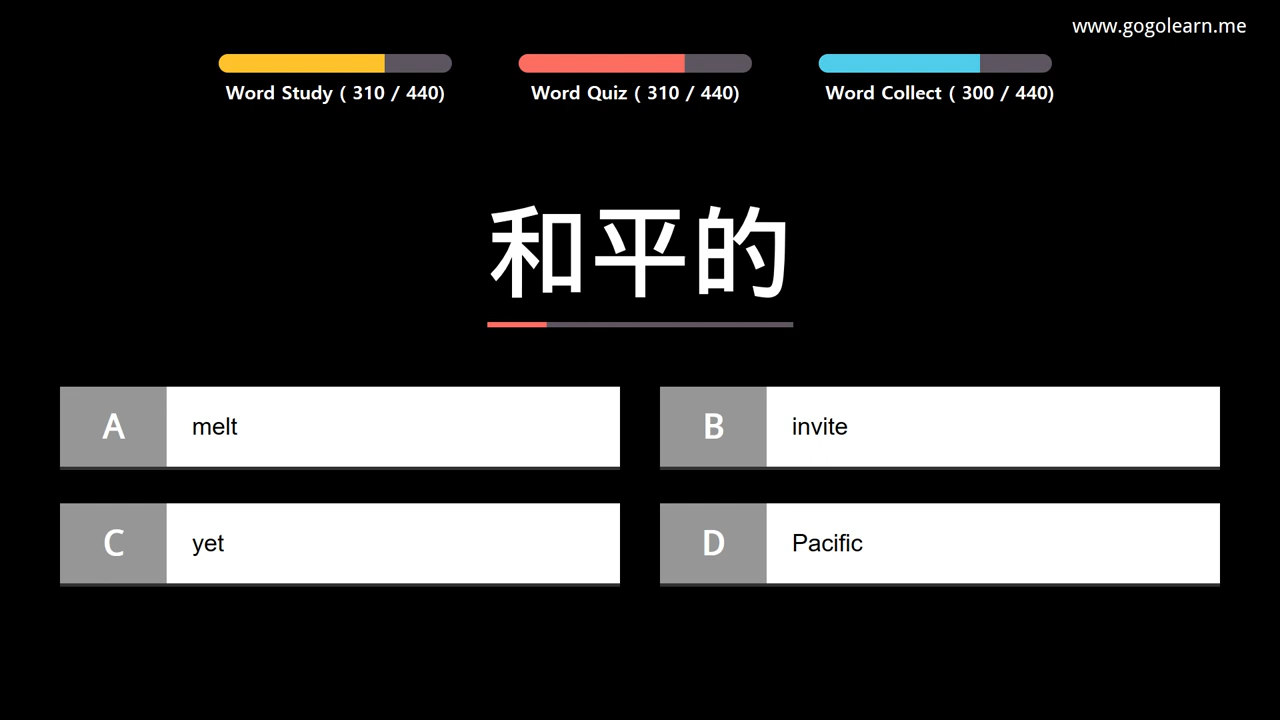 www.gogolearn.me
Word Study ( 310 / 440)
Word Quiz ( 310 / 440)
Word Collect ( 300 / 440)
和平的
A melt
B invite
C yet
D Pacific